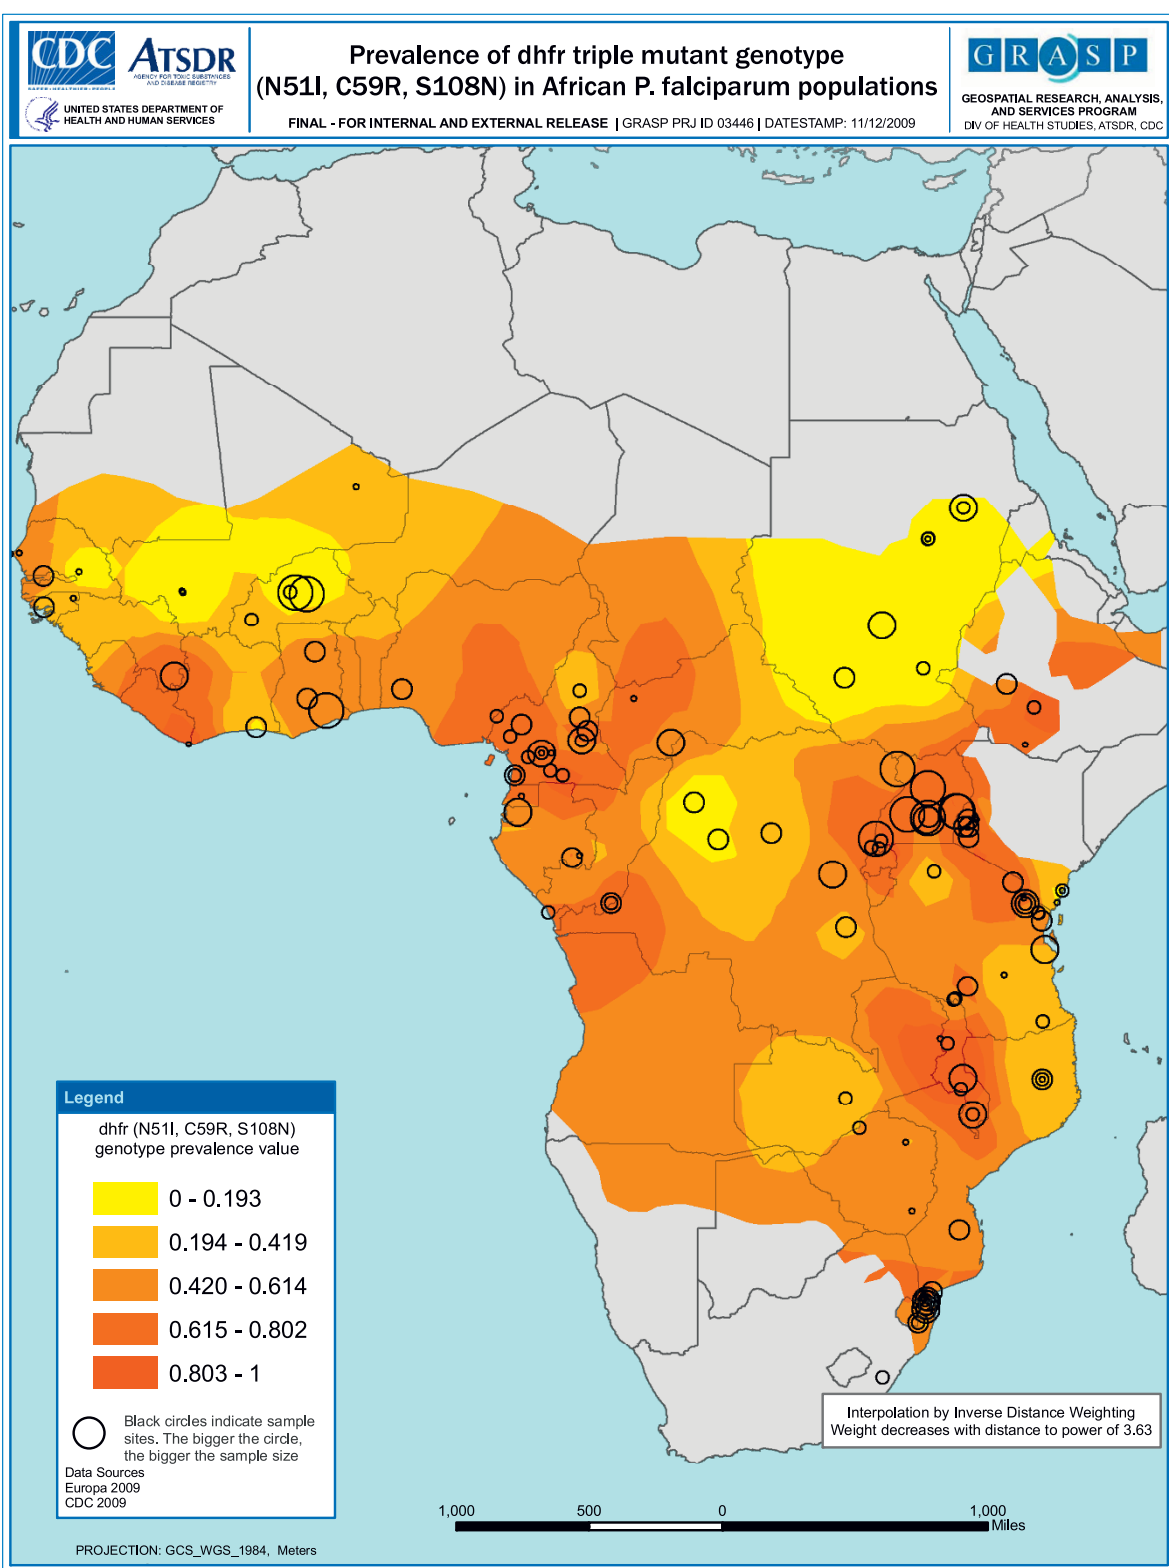 CDC
SAFER•HEALTHIER•PEOPLE
ATSDR
AGENCY FOR TOXIC SUBSTANCES
AND DISEASE REGISTRY
UNITED STATES DEPARTMENT OF
HEALTH AND HUMAN SERVICES
Prevalence of dhfr triple mutant genotype
(N51I, C59R, S108N) in African P. falciparum populations
FINAL - FOR INTERNAL AND EXTERNAL RELEASE | GRASP PRJ ID 03446 | DATESTAMP: 11/12/2009
GRASP
GEOSPATIAL RESEARCH, ANALYSIS,
AND SERVICES PROGRAM
DIV OF HEALTH STUDIES, ATSDR, CDC
Legend
dhfr (N51I, C59R, S108N)
genotype prevalence value
0 - 0.193
0.194 - 0.419
0.420 - 0.614
0.615 - 0.802
0.803 - 1
Black circles indicate sample
sites. The bigger the circle,
the bigger the sample size
Data Sources
Europa 2009
CDC 2009
PROJECTION: GCS_WGS_1984, Meters
Interpolation by Inverse Distance Weighting
Weight decreases with distance to power of 3.63
1,000 500 0 1,000
Miles